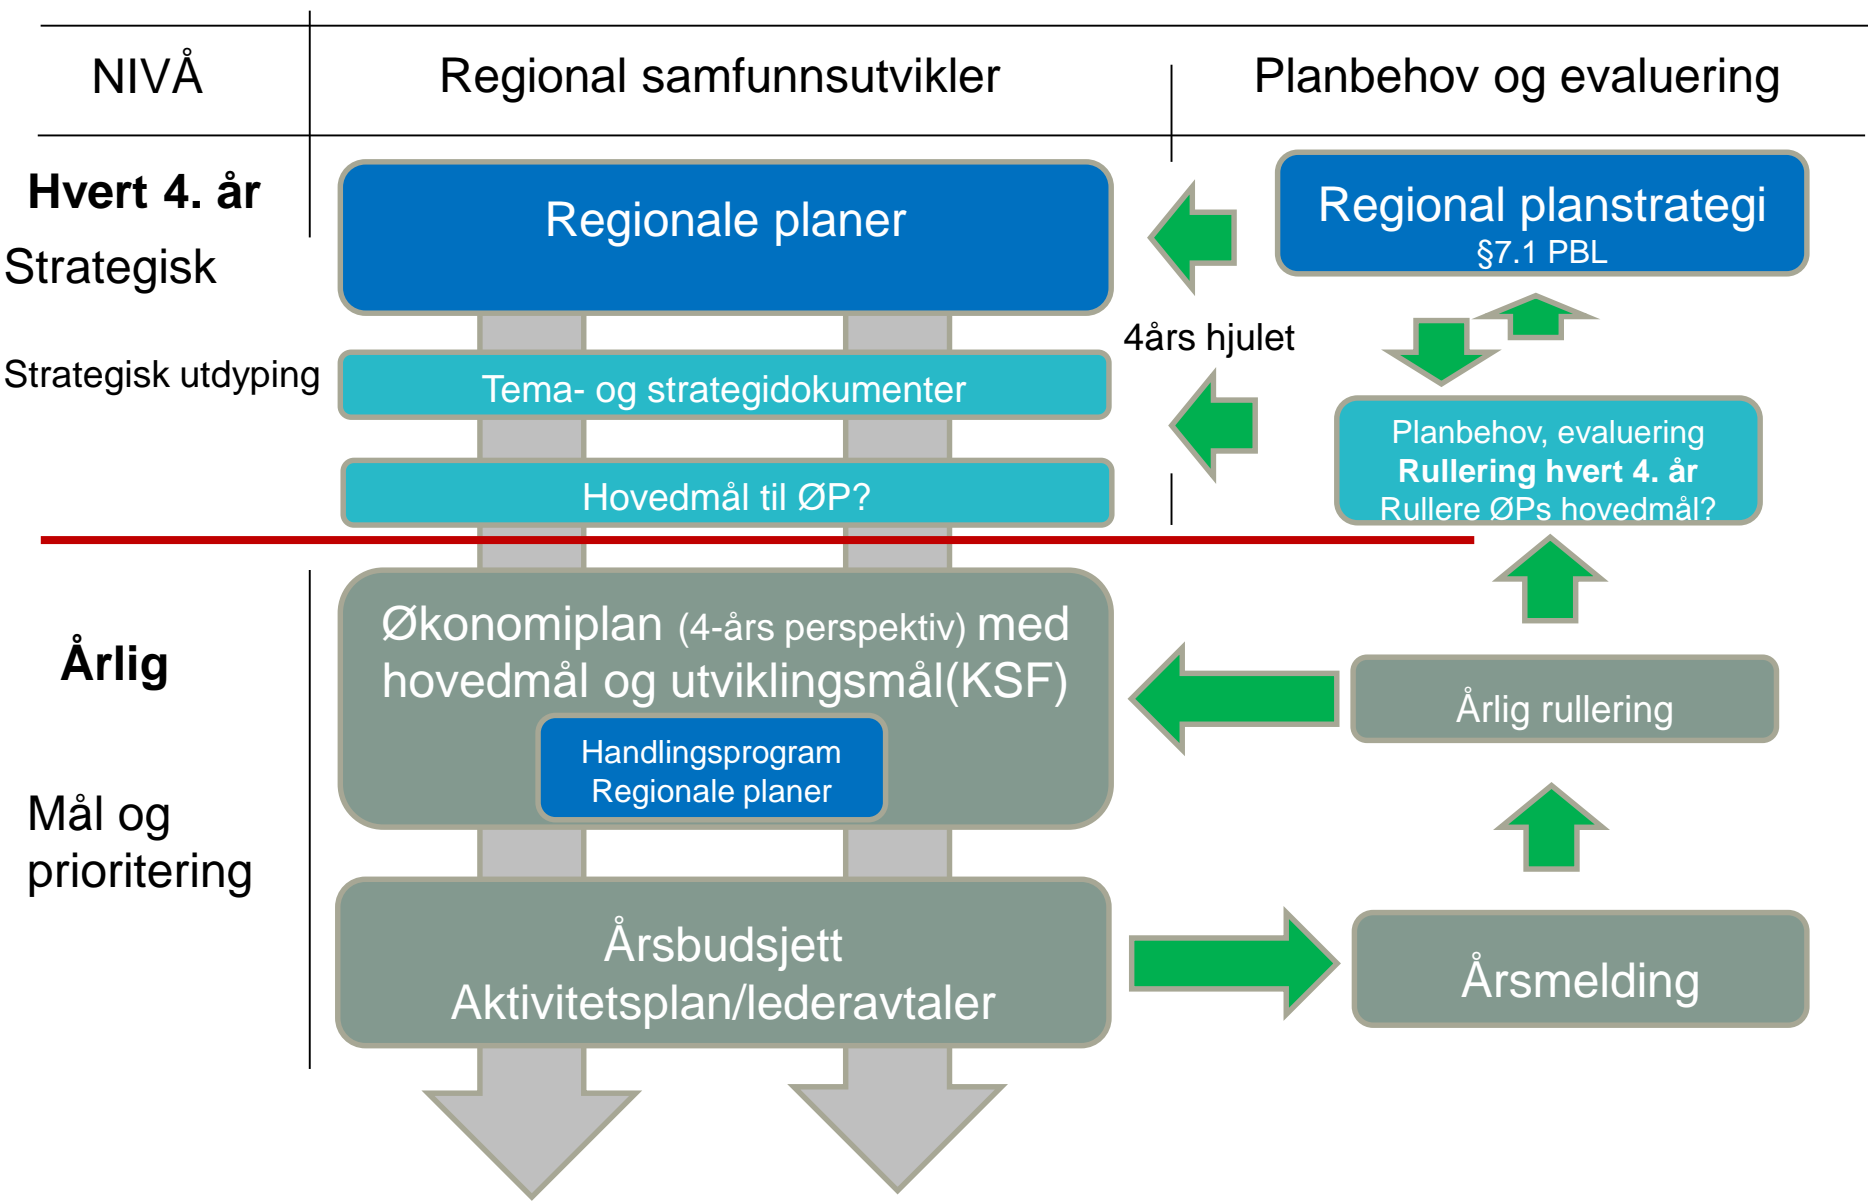 NIVÅ
Regional samfunnsutvikler
Planbehov og evaluering
Hvert 4. år
Strategisk
Regionale planer
Regional planstrategi
§7.1 PBL
4års hjulet
Strategisk utdyping
Tema- og strategidokumenter
Hovedmål til ØP?
Planbehov, evaluering
Rullering hvert 4. år
Rullere ØPs hovedmål?
Årlig
Mål og
prioritering
Økonomiplan (4-års perspektiv) med
hovedmål og utviklingsmål(KSF)
Handlingsprogram
Regionale planer
Årlig rullering
Årsbudsjett
Aktivitetsplan/lederavtaler
Årsmelding